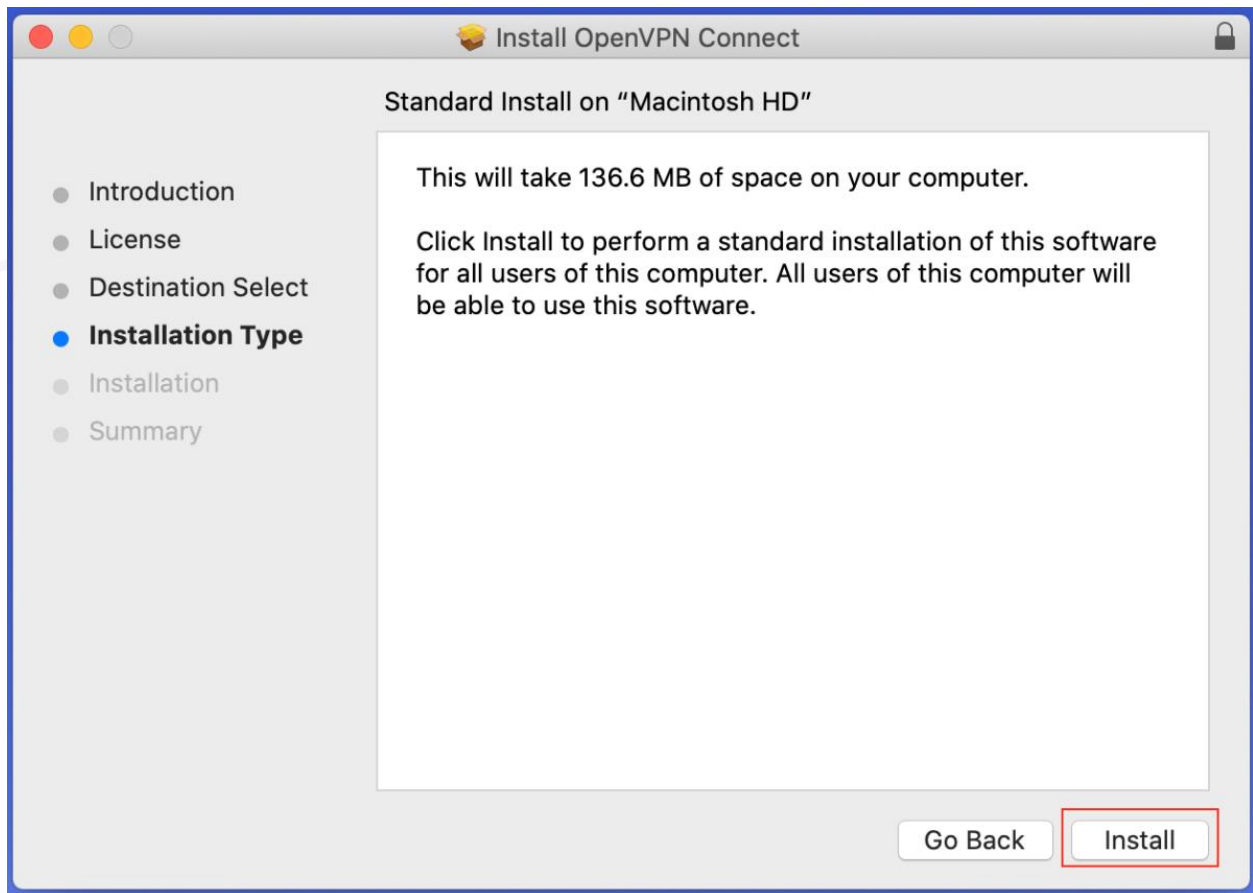 Install OpenVPN Connect
Standard Install on “Macintosh HD”
Introduction
License
Destination Select
Installation Type
Installation
Summary
This will take 136.6 MB of space on your computer.
Click Install to perform a standard installation of this software
for all users of this computer. All users of this computer will
be able to use this software.
Go Back
Install